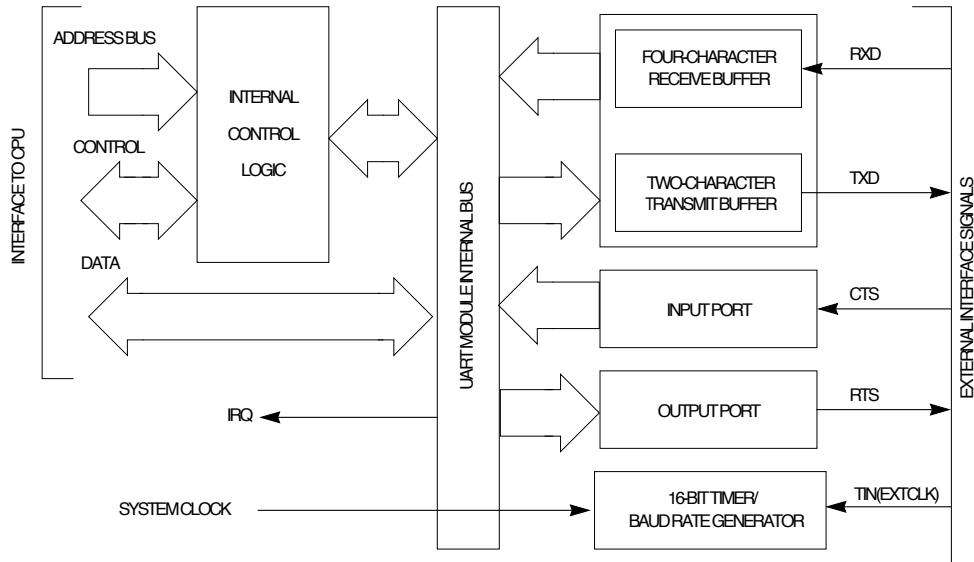 ADDRESS BUS
INTERNAL
CONTROL
LOGIC
CONTROL
DATA
INTERFACE TO CPU
IRQ
SYSTEM CLOCK
UART MODULE INTERNAL BUS
FOUR-CHARACTER
RECEIVE BUFFER
TWO-CHARACTER
TRANSMIT BUFFER
INPUT PORT
OUTPUT PORT
16-BIT TIMER/
BAUD RATE GENERATOR
RXD
TXD
CTS
RTS
TIN(EXTCLK)
EXTERNAL INTERFACE SIGNALS